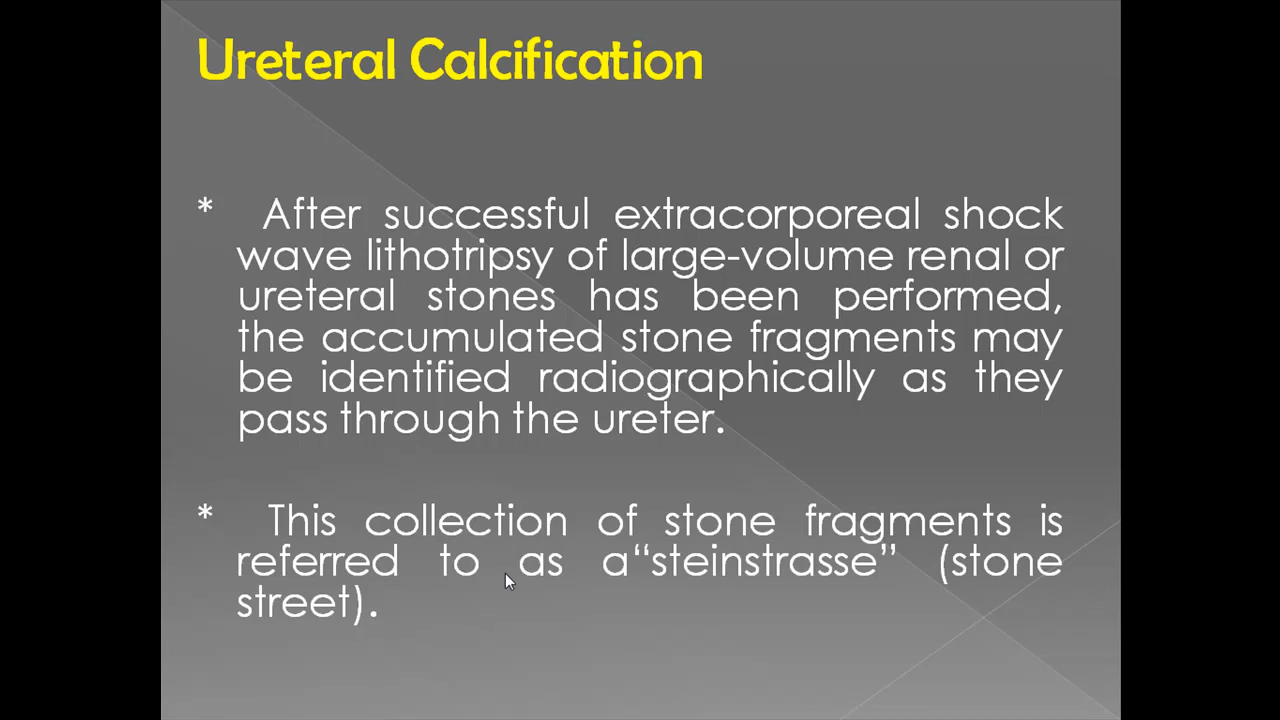 Ureteral Calcification
* After successful extracorporeal shock
wave lithotripsy of large-volume renal or
ureteral stones has been performed,
the accumulated stone fragments may
be identified radiographically as they
pass through the ureter.
* This collection of stone fragments is
referred to as a“steinstrasse” (stone
street).